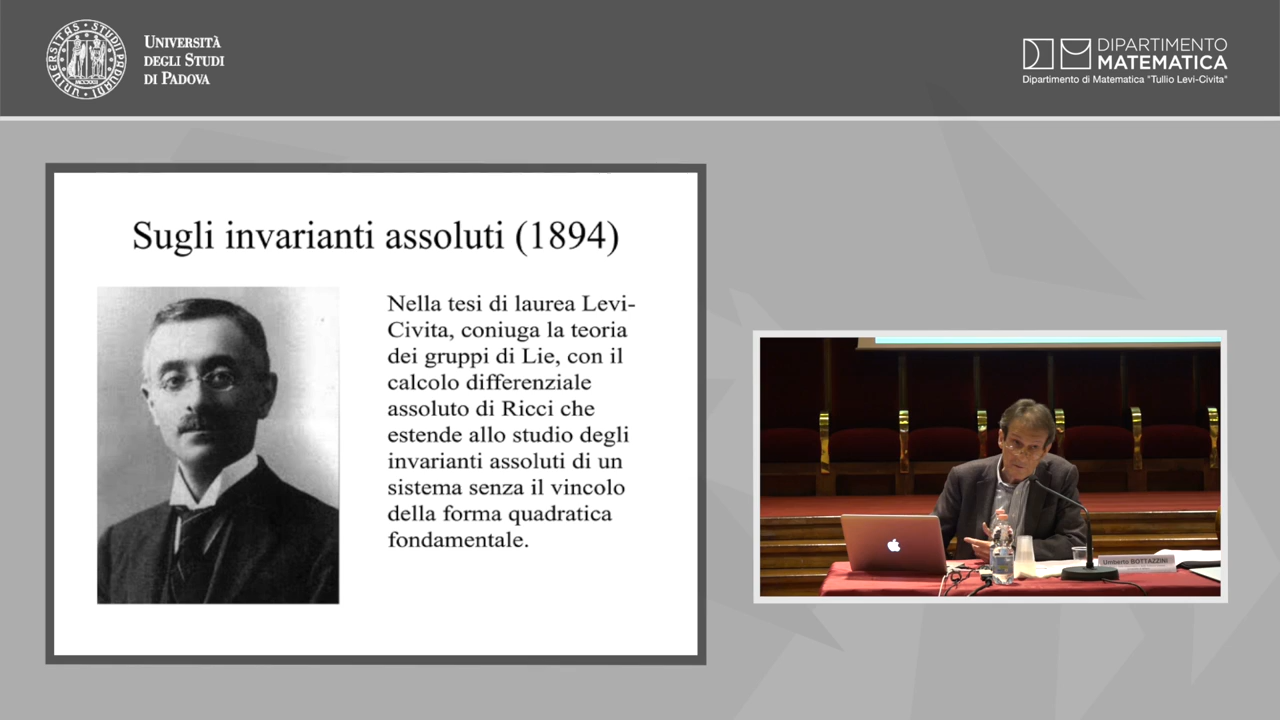 UNIVERSITÀ
DEGLI STUDI
DI PADOVA
DIPARTIMENTO
MATEMATICA
Dipartimento di Matematica "Tullio Levi-Civita"
Sugli invarianti assoluti (1894)
Nella tesi di laurea Levi-
Civita, coniuga la teoria
dei gruppi di Lie, con il
calcolo differenziale
assoluto di Ricci che
estende allo studio degli
invarianti assoluti di un
sistema senza il vincolo
della forma quadratica
fondamentale.
Umberto BOTTAZZINI